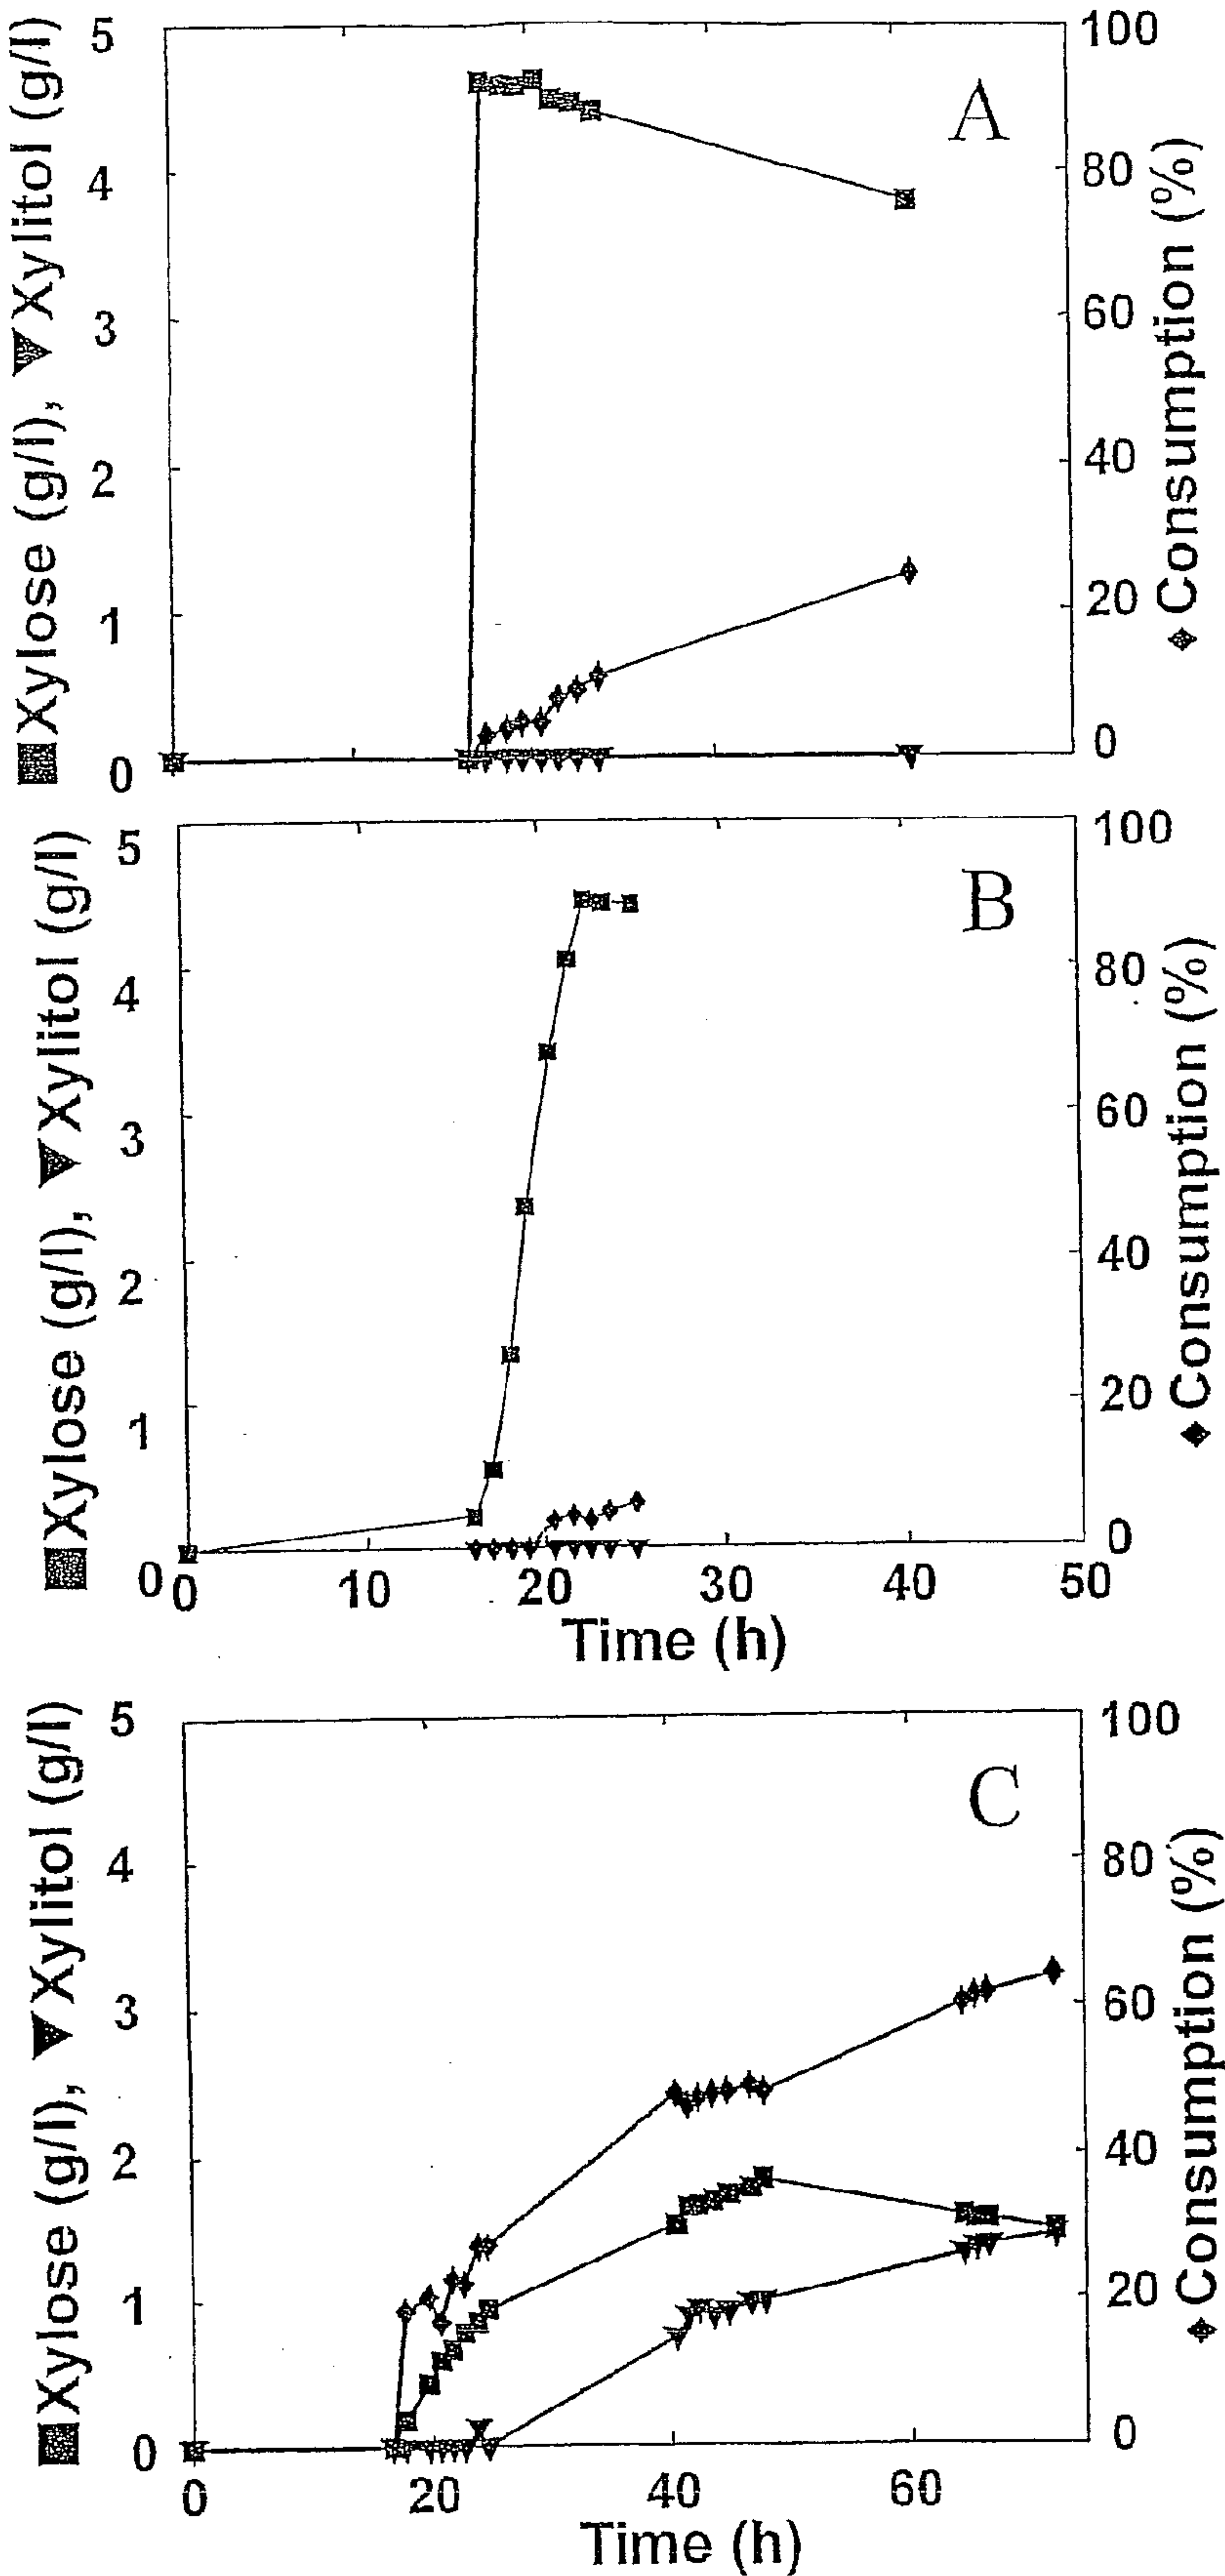 ■Xylose (g/l), ▼Xylitol (g/l)
5
4
3
2
1
0
A
100
80
60
40
20
0
◆Consumption (%)
■Xylose (g/l), ▼Xylitol (g/l)
5
4
3
2
1
0
B
100
80
60
40
20
0
◆Consumption (%)
0 10 20 30 40 50
Time (h)
■Xylose (g/l), ▼Xylitol (g/l)
5
4
3
2
1
0
C
100
80
60
40
20
0
◆Consumption (%)
0 20 40 60
Time (h)